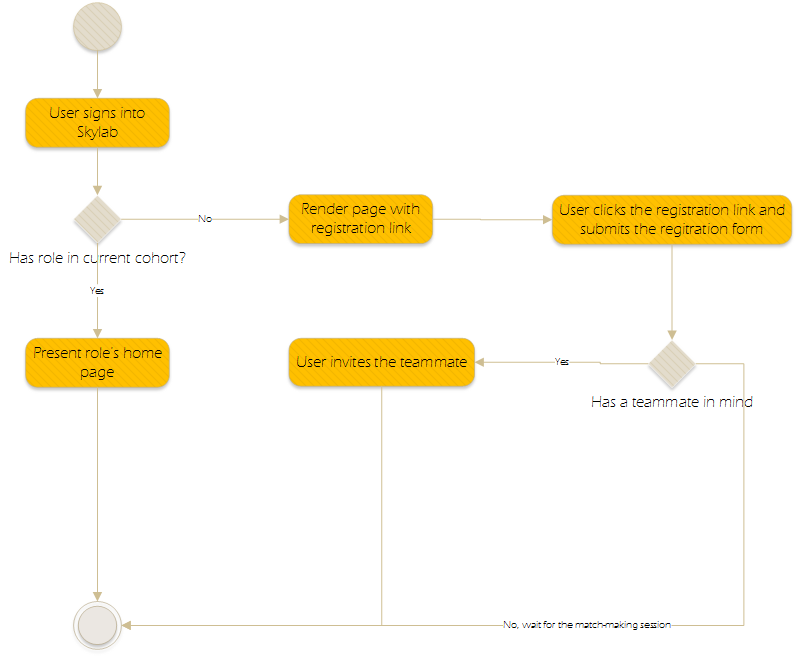 User signs into
Skylab
No
Render page with
registration link
User clicks the registration link and
submits the regitration form
Has role in current cohort?
Yes
Present role's home
page
User invites the teammate
Yes
Has a teammate in mind
No, wait for the match-making session